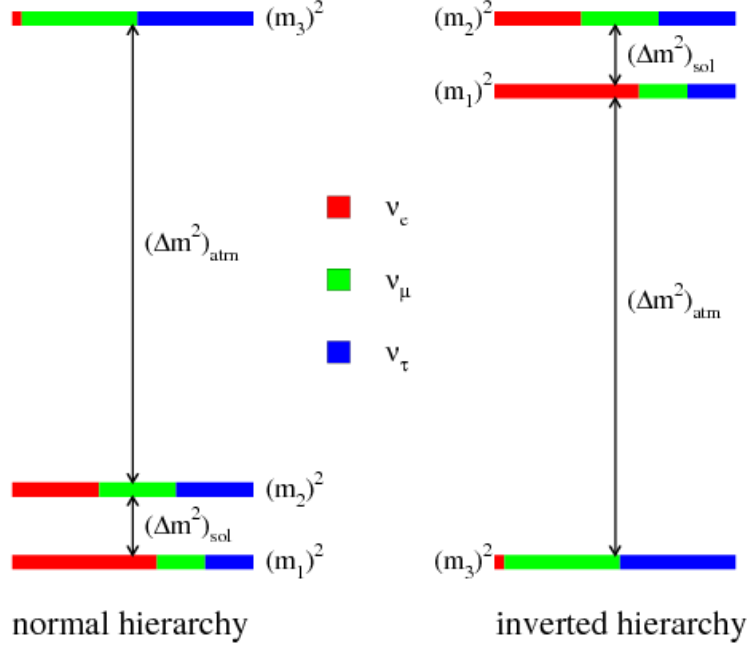 (m₃)²
(m₂)²
(Δm²)sol
(m₁)²
(Δm²)atm
νe
νμ
ντ
(Δm²)atm
(m₂)²
(Δm²)sol
(m₁)²
(m₃)²
normal hierarchy
inverted hierarchy